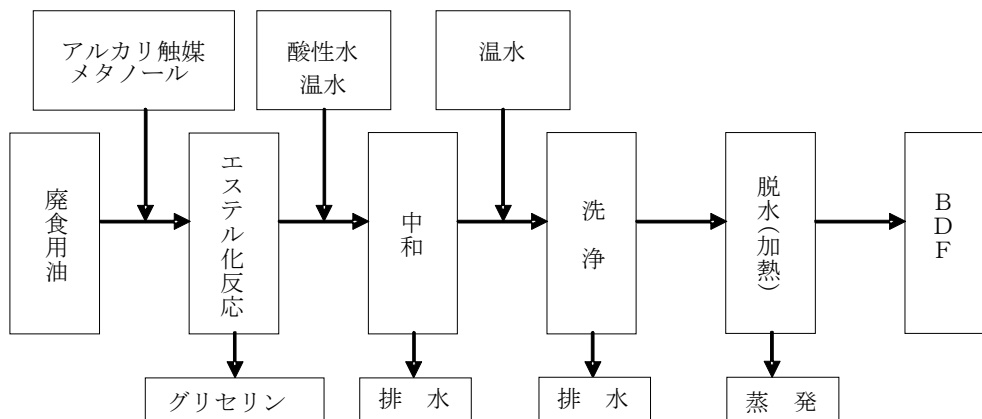 アルカリ触媒
メタノール
酸性水
温水
温水
廃食用油
エステル化反応
中和
洗浄
脱水(加熱)
BDF
グリセリン
排 水
排 水
蒸 発